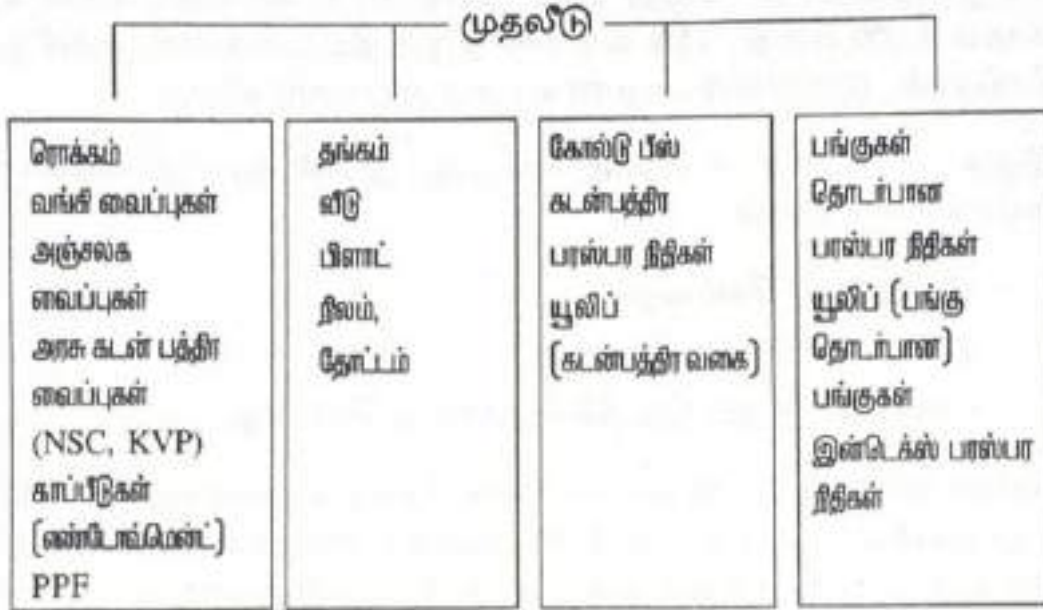 முதலீடு
ரொக்கம்
வங்கி வைப்புகள்
அஞ்சலக
வைப்புகள்
அரசு கடன் பத்திர
வைப்புகள்
(NSC, KVP)
காப்பீடுகள்
(எண்டோவ்மெண்ட்)
PPF
தங்கம்
வீடு
பிளாட்
நிலம்,
தோட்டம்
கோல்டு பீஸ்
கடன்பத்திர
பரஸ்பர நிதிகள்
யூலிப்
(கடன்பத்திர வகை)
பங்குகள்
தொடர்பான
பரஸ்பர நிதிகள்
யூலிப் (பங்கு
தொடர்பான)
பங்குகள்
இன்டெக்ஸ் பரஸ்பர
நிதிகள்